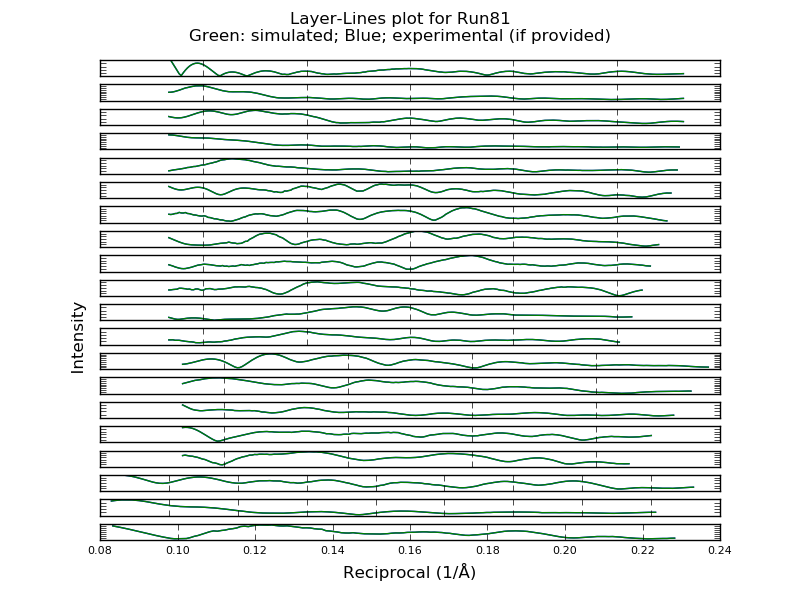 Layer-Lines plot for Run81
Green: simulated; Blue; experimental (if provided)
Intensity
0.08 0.10 0.12 0.14 0.16 0.18 0.20 0.22 0.24
Reciprocal (1/Å)